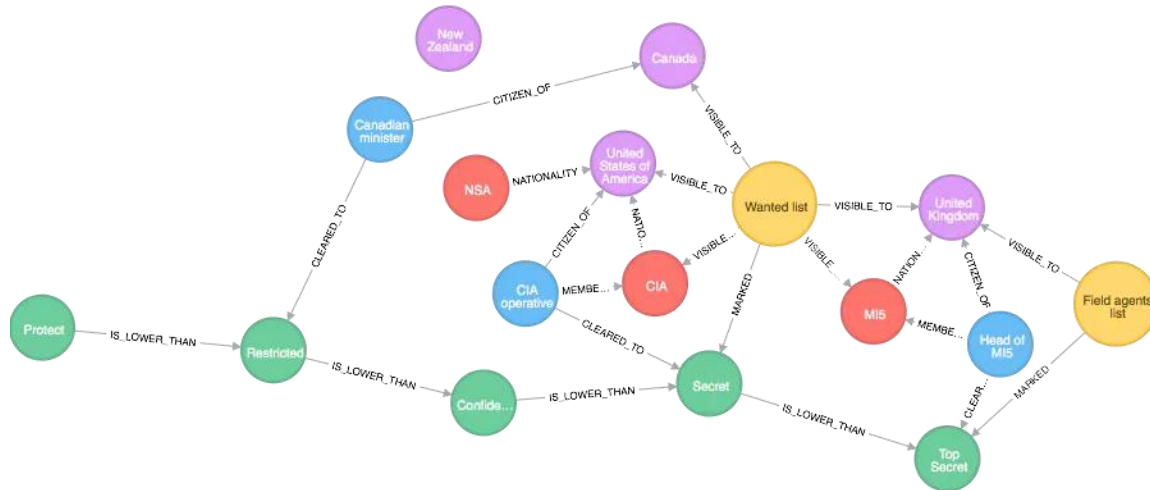 New
Zealand
Canada
CITIZEN_OF
Canadian
minister
VISIBLE_TO
United
States of
America
NSA
NATIONALITY
VISIBLE_TO
Wanted list
VISIBLE_TO
United
Kingdom
CLEARED_TO
CITIZEN_OF
NATIO...
VISIBLE...
VISIBLE...
NATION...
CITIZEN_OF
VISIBLE_TO
CIA
operative
MEMBE...
CIA
MARKED
MI5
MEMBE...
Field agents
list
Head of
MI5
Protect
IS_LOWER_THAN
Restricted
CLEARED_TO
IS_LOWER_THAN
Confide...
IS_LOWER_THAN
Secret
IS_LOWER_THAN
CLEAR...
MARKED
Top
Secret